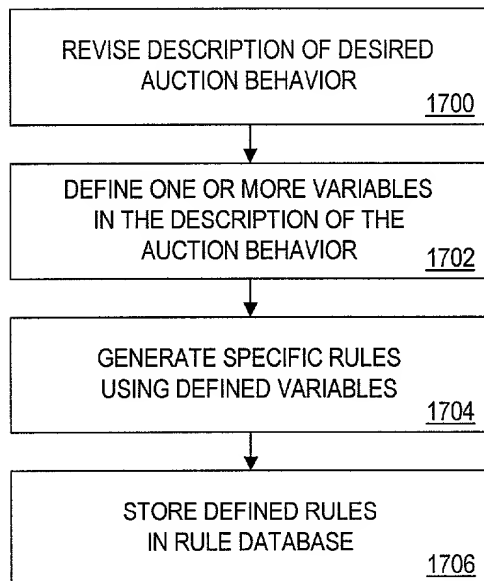 REVISE DESCRIPTION OF DESIRED
AUCTION BEHAVIOR
1700
DEFINE ONE OR MORE VARIABLES
IN THE DESCRIPTION OF THE
AUCTION BEHAVIOR
1702
GENERATE SPECIFIC RULES
USING DEFINED VARIABLES
1704
STORE DEFINED RULES
IN RULE DATABASE
1706